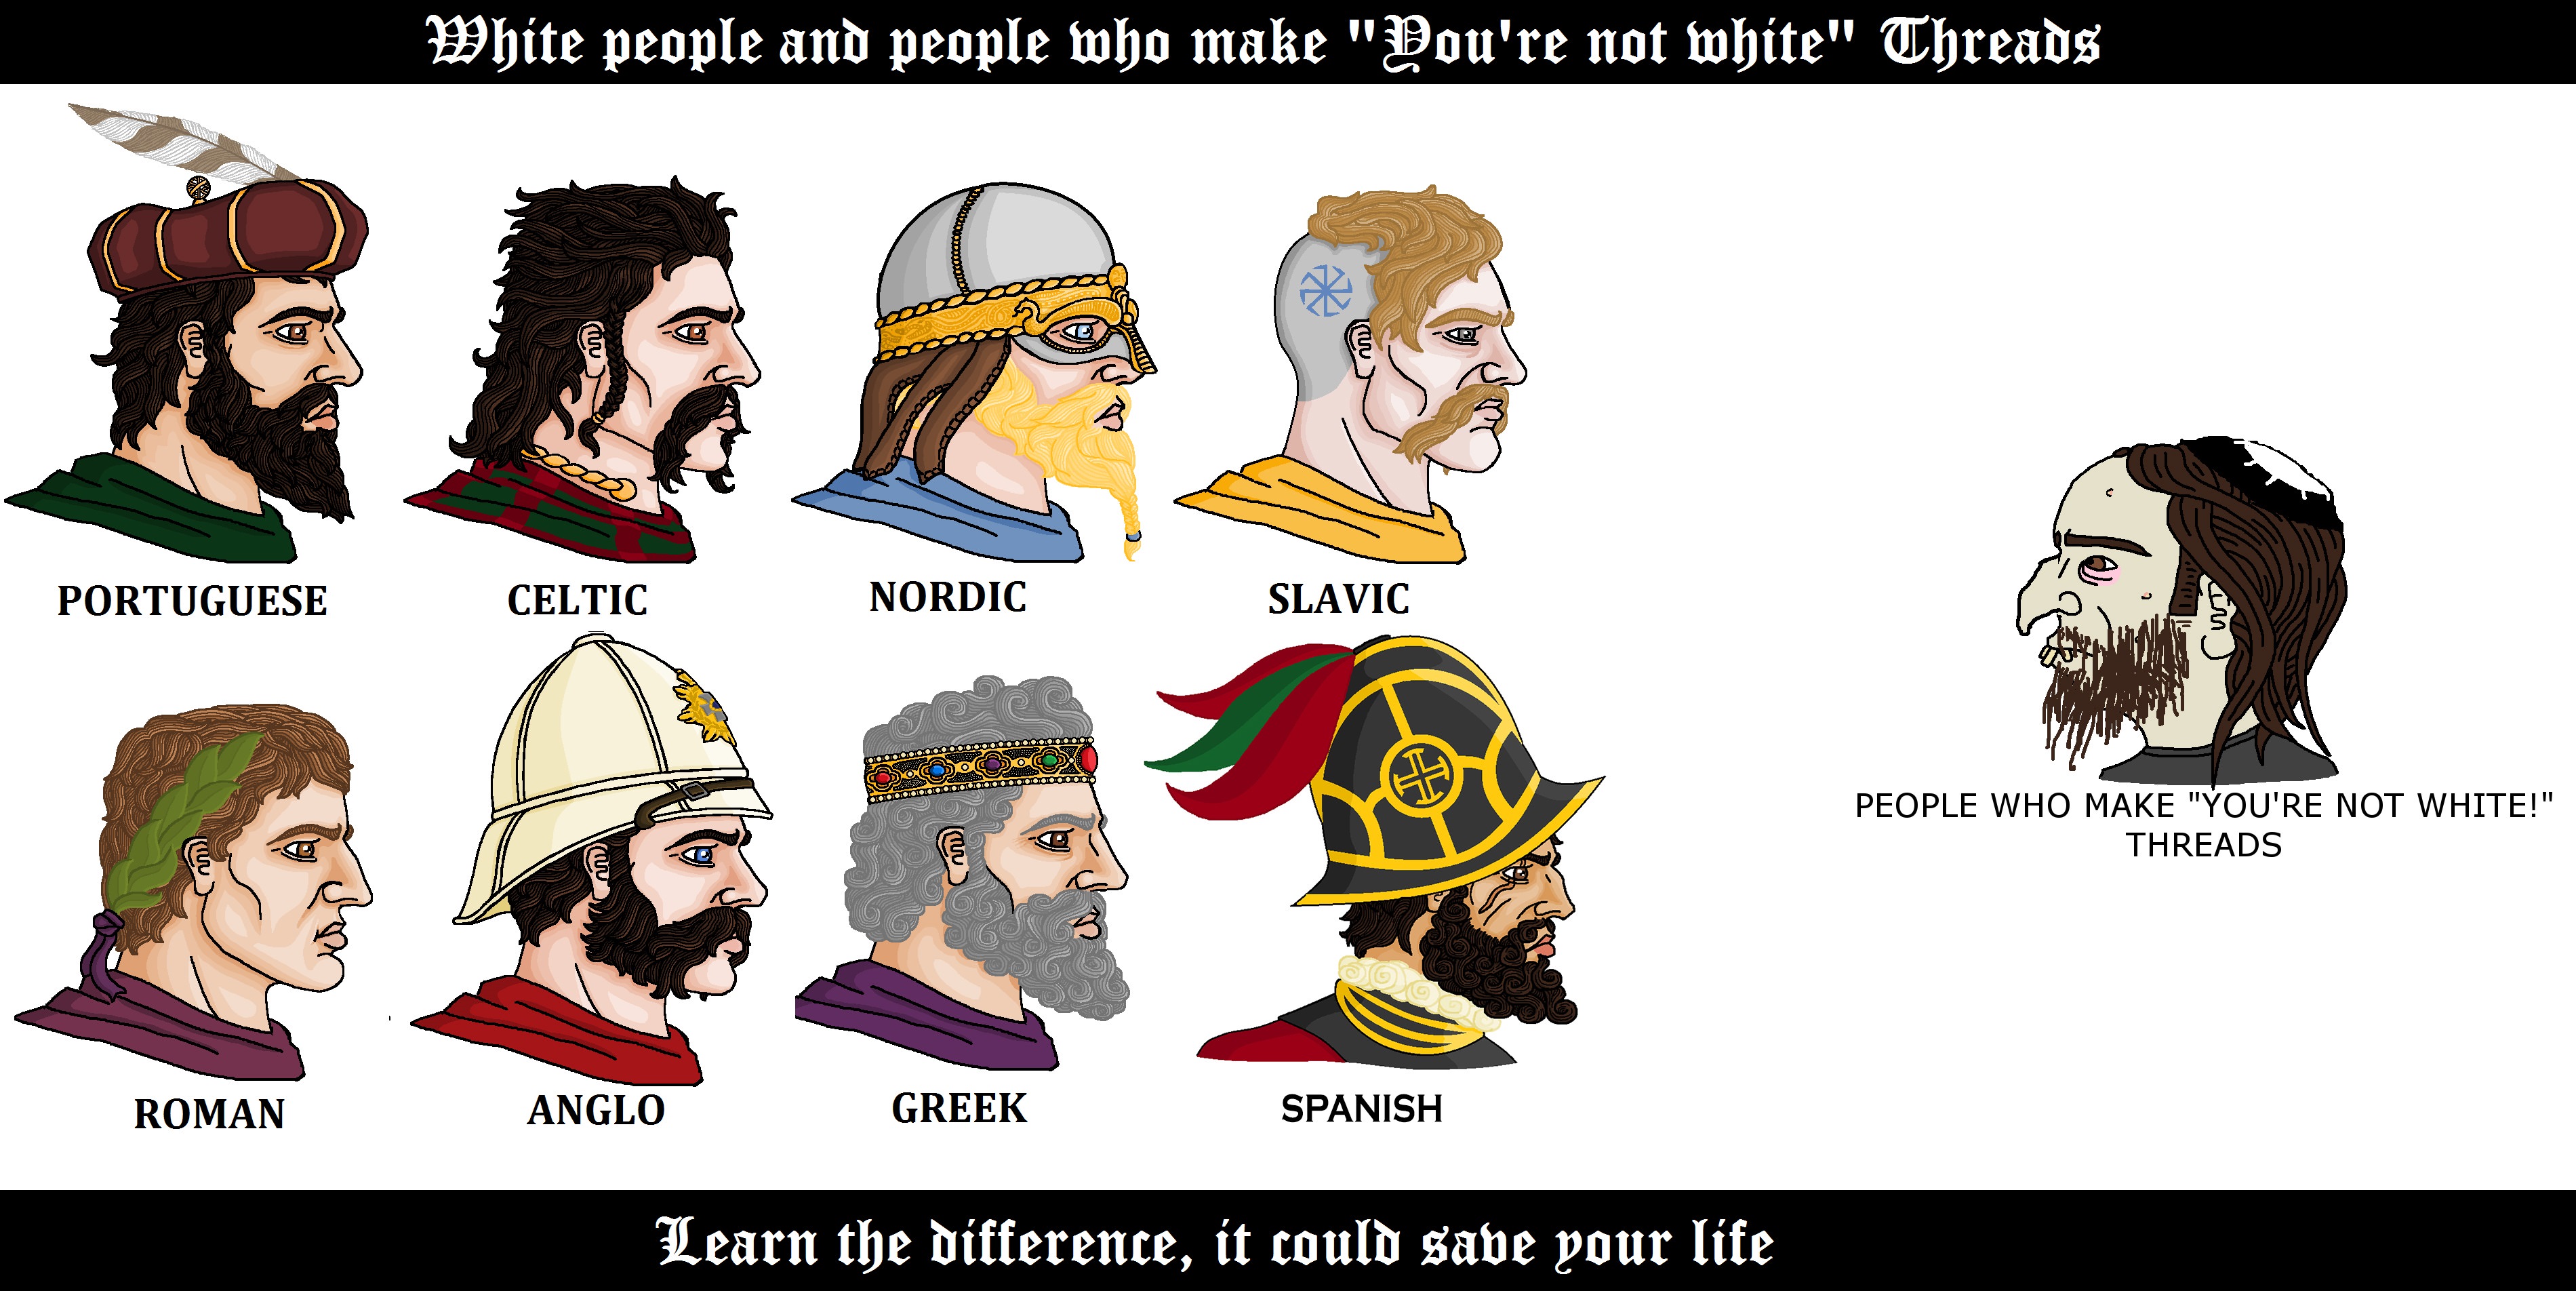 White people and people who make "You're not white" Threads
PORTUGUESE
CELTIC
NORDIC
SLAVIC
ROMAN
ANGLO
GREEK
SPANISH
PEOPLE WHO MAKE "YOU'RE NOT WHITE!"
THREADS
Learn the difference, it could save your life